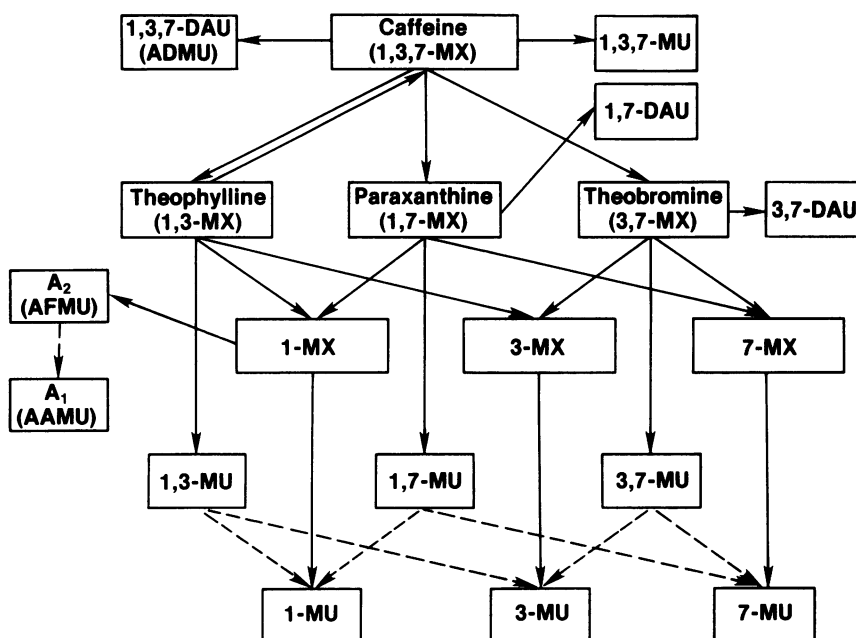 1,3,7-DAU
(ADMU)
Caffeine
(1,3,7-MX)
1,3,7-MU
1,7-DAU
Theophylline
(1,3-MX)
Paraxanthine
(1,7-MX)
Theobromine
(3,7-MX)
3,7-DAU
A₂
(AFMU)
1-MX
3-MX
7-MX
A₁
(AAMU)
1,3-MU
1,7-MU
3,7-MU
1-MU
3-MU
7-MU